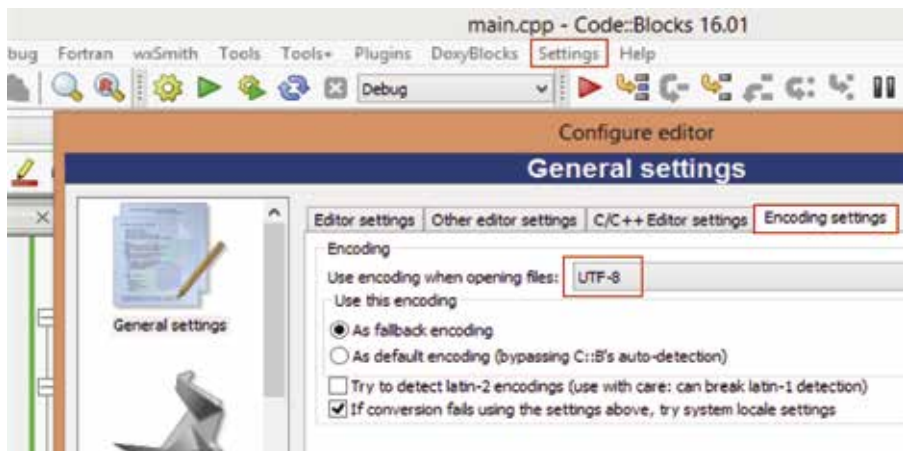 main.cpp - Code::Blocks 16.01
bug Fortran wxSmith Tools Tools+ Plugins DoxyBlocks Settings Help
Debug
Configure editor
General settings
Editor settings Other editor settings C/C++ Editor settings Encoding settings
Encoding
Use encoding when opening files: UTF-8
Use this encoding
As fallback encoding
As default encoding (bypassing C::B's auto-detection)
Try to detect latin-2 encodings (use with care: can break latin-1 detection)
If conversion fails using the settings above, try system locale settings
General settings